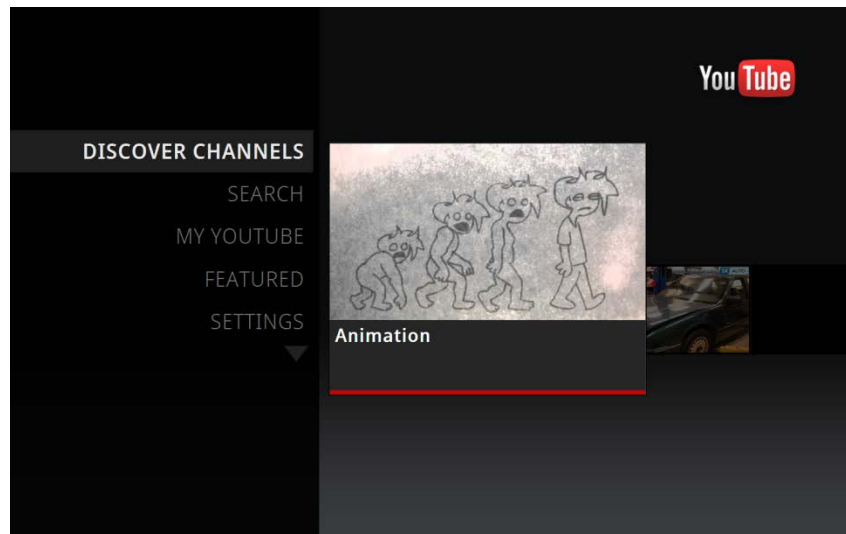 YouTube
DISCOVER CHANNELS
SEARCH
MY YOUTUBE
FEATURED
SETTINGS
Animation